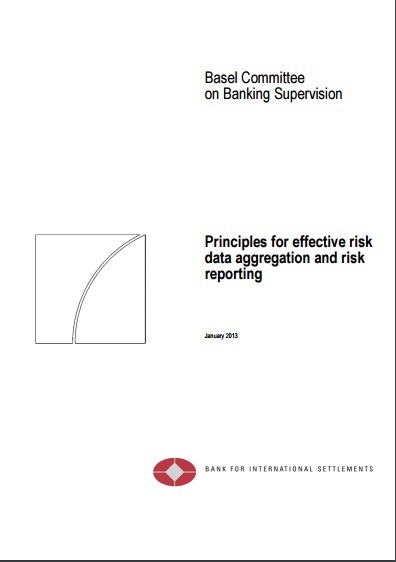 Basel Committee
on Banking Supervision
Principles for effective risk
data aggregation and risk
reporting
January 2013
BANK FOR INTERNATIONAL SETTLEMENTS